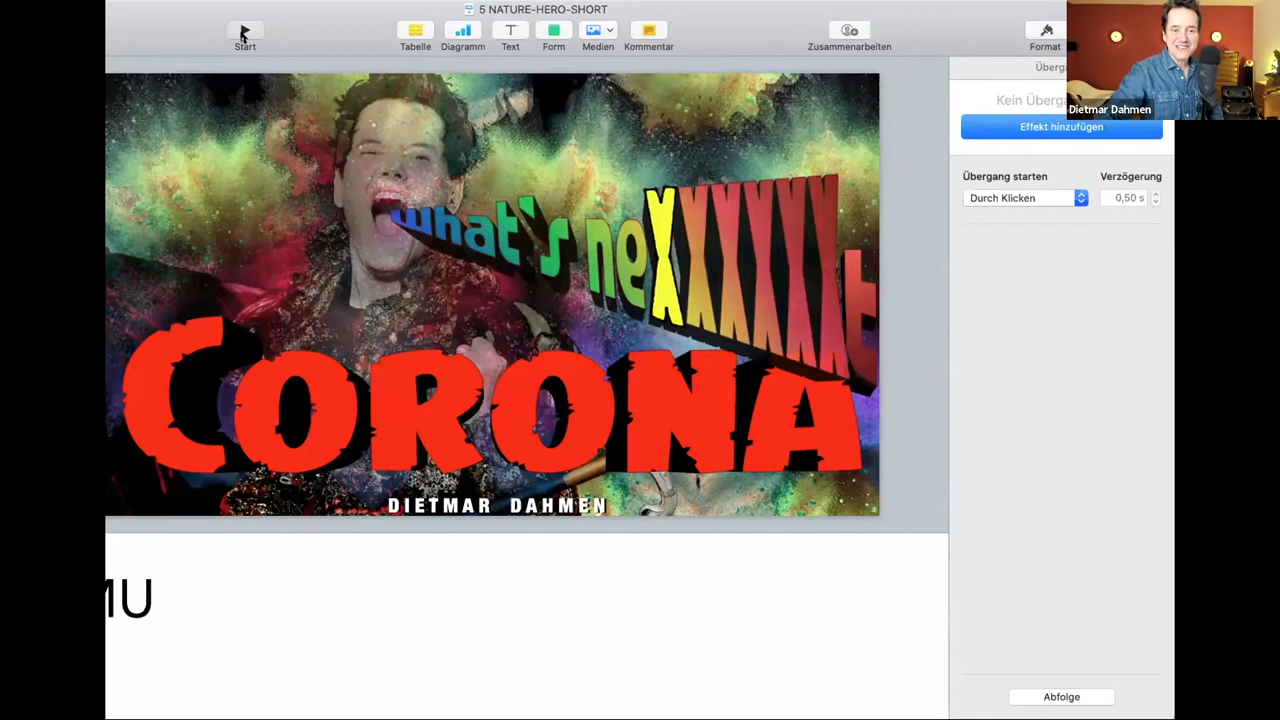 5 NATURE-HERO-SHORT
Start
Tabelle
Diagramm
Text
Form
Medien
Kommentar
Zusammenarbeiten
Format
Dietmar Dahmen
Überg
Kein Überg
Effekt hinzufügen
Übergang starten
Verzögerung
Durch Klicken
0,50 s
what's neXXXXXXt
CORONA
DIETMAR DAHMEN
MU
Abfolge